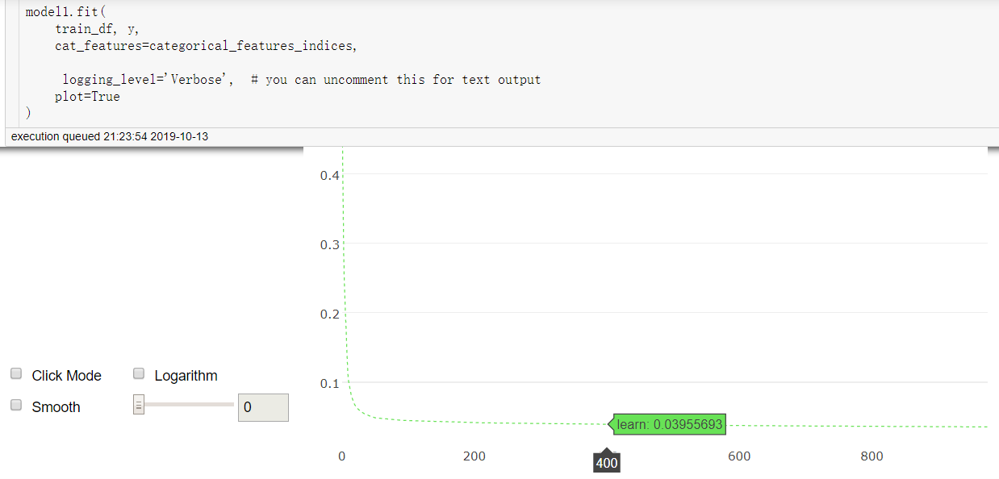 model1.fit(
train_df, y,
cat_features=categorical_features_indices,
logging_level='Verbose',  # you can uncomment this for text output
plot=True
)
execution queued 21:23:54 2019-10-13
0.4
0.3
0.2
0.1
Click Mode
Logarithm
Smooth
0
learn: 0.03955693
0
200
400
600
800